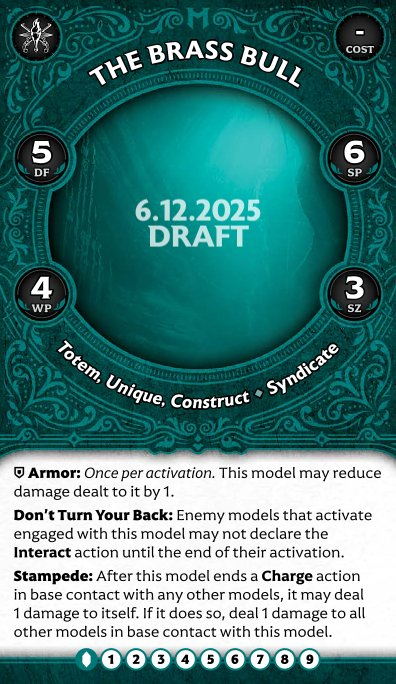 -
COST
THE BRASS BULL
5
DF
6
SP
6.12.2025
DRAFT
4
WP
3
SZ
Totem, Unique, Construct ⬥ Syndicate
Armor: Once per activation. This model may reduce
damage dealt to it by 1.
Don't Turn Your Back: Enemy models that activate
engaged with this model may not declare the
Interact action until the end of their activation.
Stampede: After this model ends a Charge action
in base contact with any other models, it may deal
1 damage to itself. If it does so, deal 1 damage to all
other models in base contact with this model.
1 2 3 4 5 6 7 8 9